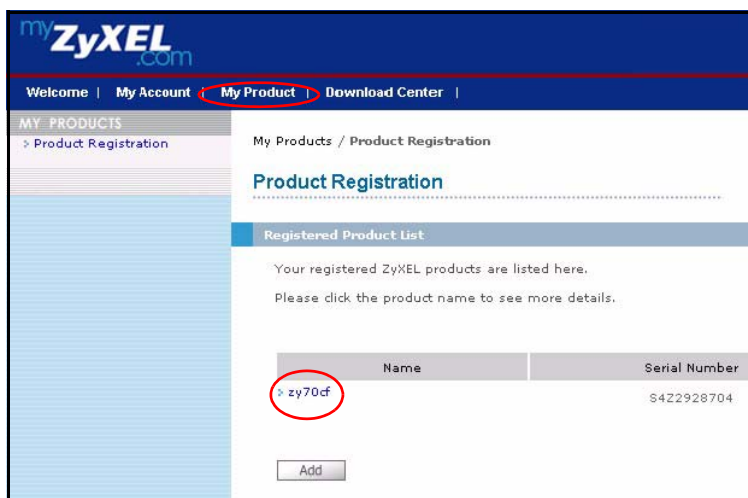 myZyXEL.com
Welcome | My Account | My Product | Download Center |
MY PRODUCTS
> Product Registration
My Products / Product Registration
Product Registration
Registered Product List
Your registered ZyXEL products are listed here.
Please click the product name to see more details.
Name Serial Number
> zy70cf S4Z2928704
Add